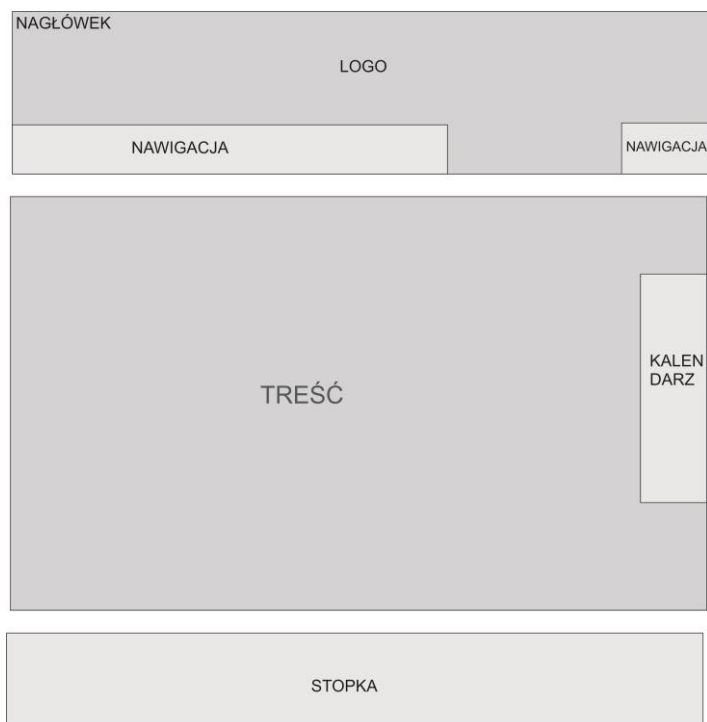 NAGŁÓWEK
LOGO
NAWIGACJA
NAWIGACJA
TREŚĆ
KALEN
DARZ
STOPKA